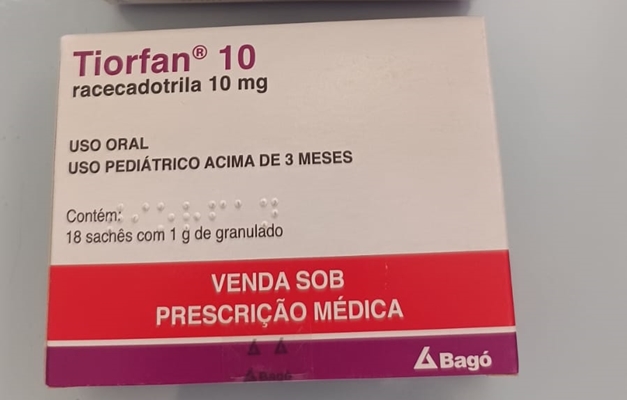 Tiorfan® 10
racecadotrila 10 mg
USO ORAL
USO PEDIÁTRICO ACIMA DE 3 MESES
Contém:
18 sachês com 1 g de granulado
VENDA SOB
PRESCRIÇÃO MÉDICA
Bagó
Bagó